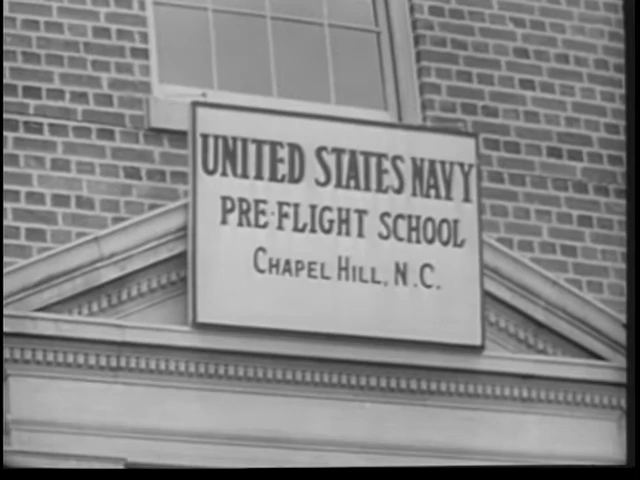 UNITED STATES NAVY
PRE-FLIGHT SCHOOL
CHAPEL HILL, N.C.